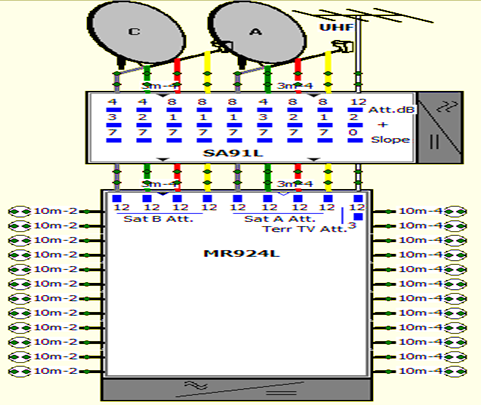 C A UHF
3m-4 3m-4
4 4 8 8 8 4 8 8 12 Att.dB
3 2 1 1 3 2 1 1 2 +
7 7 7 7 7 7 7 7 0 Slope
SA91L
3m-4 3m-4
12 12 12 12 12 12 12 12 12
Sat B Att. Sat A Att.
Terr TV Att. 3
MR924L
10m-2 10m-4
10m-2 10m-4
10m-2 10m-4
10m-2 10m-4
10m-2 10m-4
10m-2 10m-4
10m-2 10m-4
10m-2 10m-4
10m-2 10m-4
10m-2 10m-4
10m-2 10m-4
10m-2 10m-4